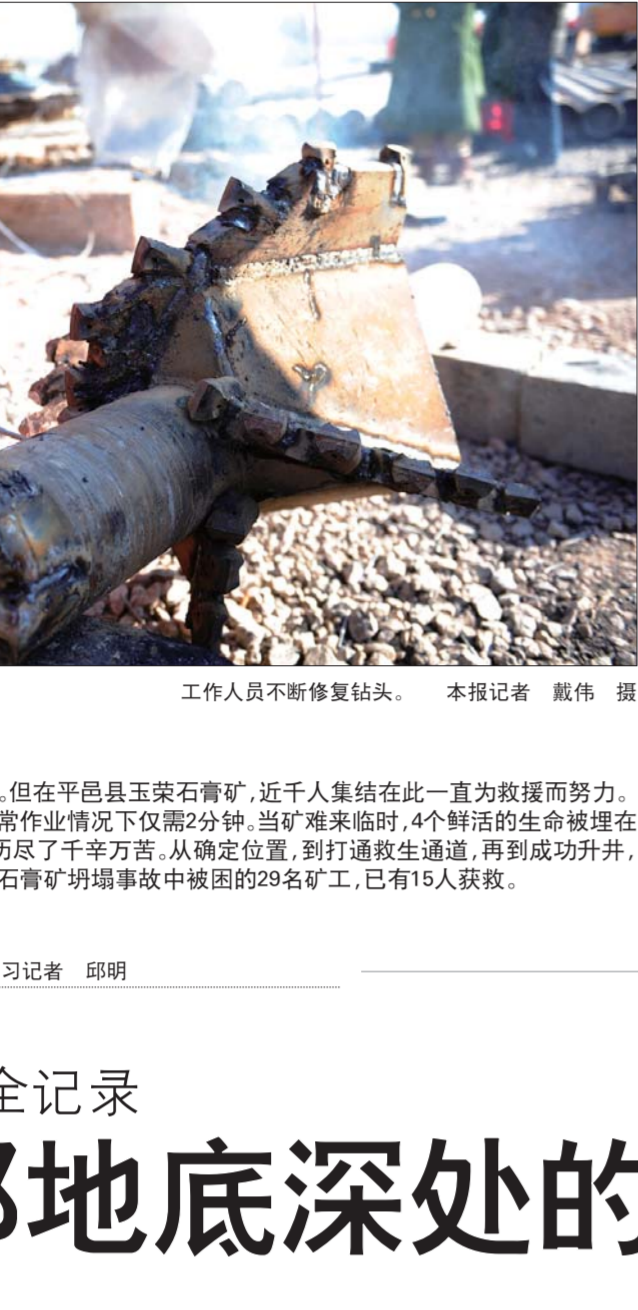 工作人员不断修复钻头。 本报记者 戴伟 摄
。但在平邑县玉荣石膏矿,近千人集结在此一直为救援而努力。
常作业情况下仅需2分钟。当矿难来临时,4个鲜活的生命被埋在
历尽了千辛万苦。从确定位置,到打通救生通道,再到成功升井,
石膏矿坍塌事故中被困的29名矿工,已有15人获救。
习记者 邱明
全记录
地底深处的